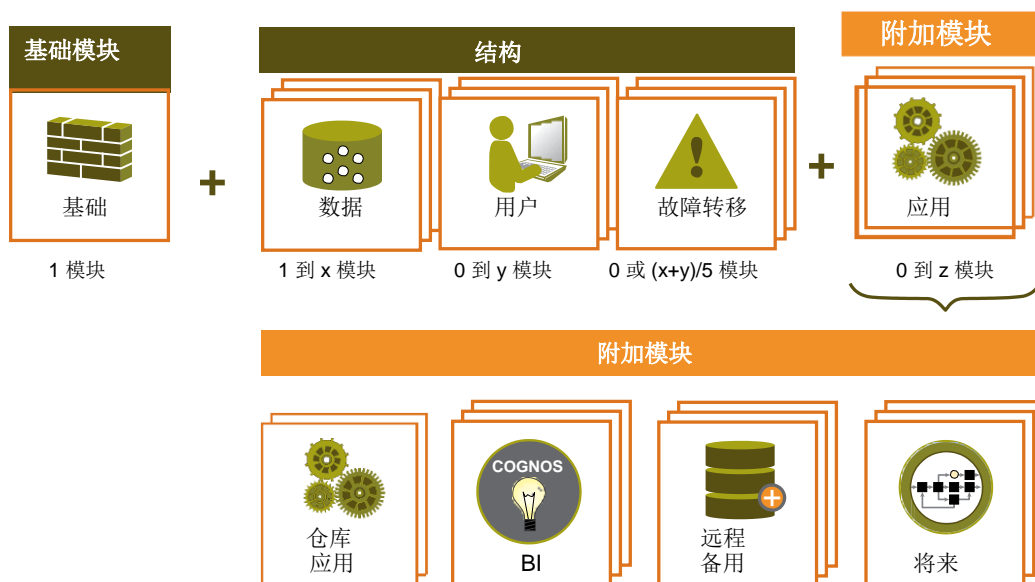 基础模块
结构
附加模块
基础
+
数据
用户
故障转移
+
应用
1 模块
1 到 x 模块
0 到 y 模块
0 或 (x+y)/5 模块
0 到 z 模块
附加模块
仓库
应用
COGNOS
BI
远程
备用
将来